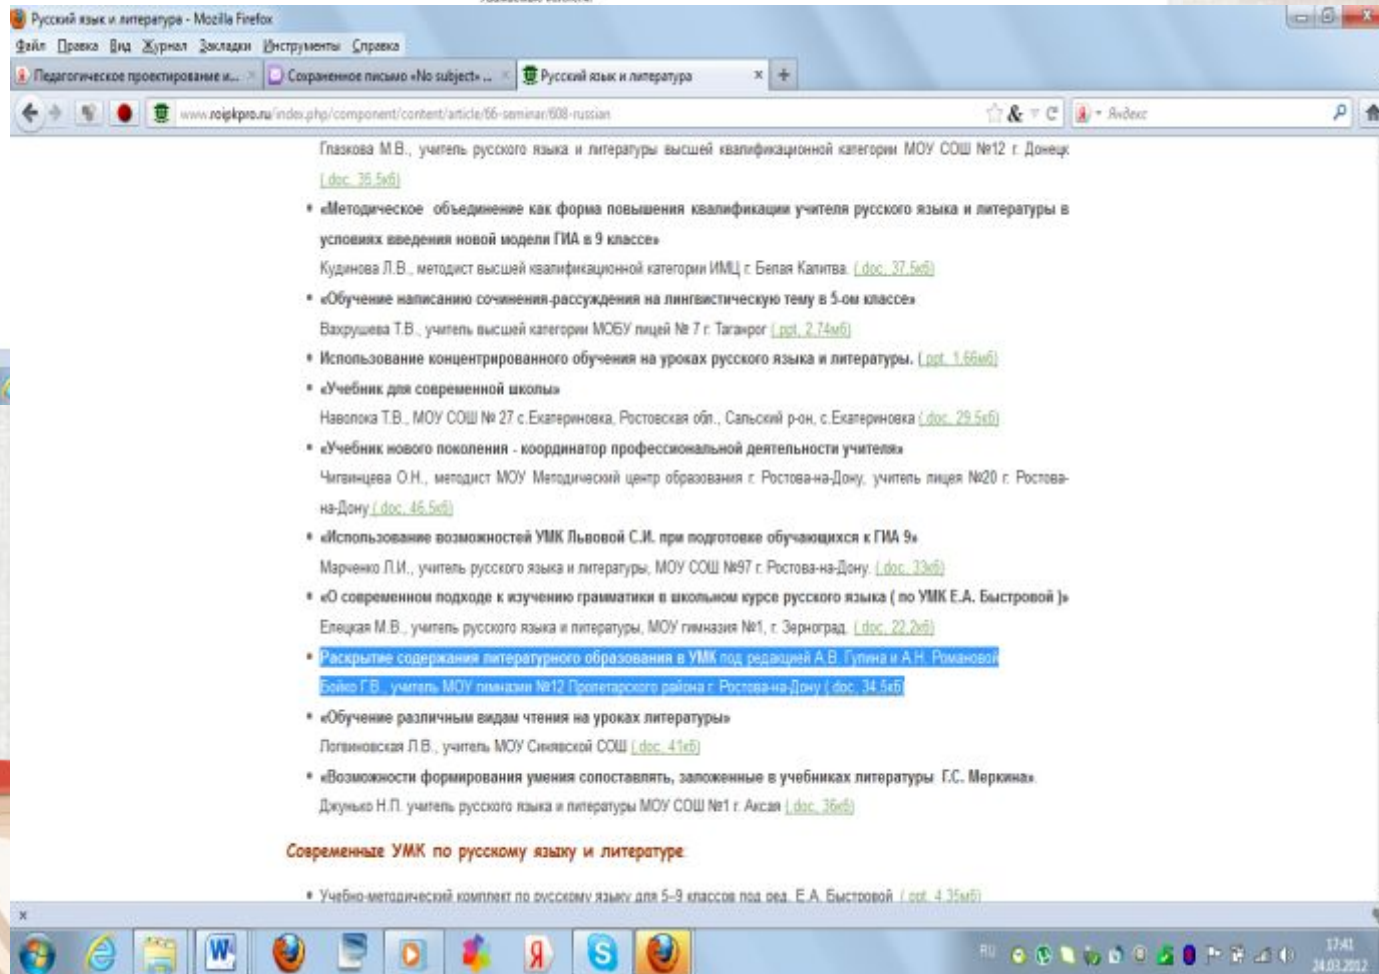 Русский язык и литература - Mozilla Firefox
Файл Правка Вид Журнал Закладки Инструменты Справка
Педагогическое проектирование и...
Сохраненное письмо «No subject» ...
Русский язык и литература
www.roipkpro.ru/index.php/component/content/article/66-seminar/608-russian
Яндекс
Глазкова М.В., учитель русского языка и литературы высшей квалификационной категории МОУ СОШ №12 г. Донецк
(.doc, 35,5кб)
• «Методическое объединение как форма повышения квалификации учителя русского языка и литературы в
условиях введения новой модели ГИА в 9 классе»
Кудинова Л.В., методист высшей квалификационной категории ИМЦ г. Белая Калитва. (.doc, 37,5кб)
• «Обучение написанию сочинения-рассуждения на лингвистическую тему в 5-ом классе»
Вахрушева Т.В., учитель высшей категории МОБУ лицей № 7 г. Таганрог (.ppt, 2,74мб)
• Использование концентрированного обучения на уроках русского языка и литературы. (.ppt, 1,66мб)
• «Учебник для современной школы»
Наволока Т.В., МОУ СОШ № 27 с.Екатериновка, Ростовская обл., Сальский р-он, с.Екатериновка (.doc, 29,5кб)
• «Учебник нового поколения - координатор профессиональной деятельности учителя»
Чигвинцева О.Н., методист МОУ Методический центр образования г. Ростова-на-Дону, учитель лицея №20 г. Ростова-
на-Дону (.doc, 46,5кб)
• «Использование возможностей УМК Львовой С.И. при подготовке обучающихся к ГИА 9»
Марченко Л.И., учитель русского языка и литературы, МОУ СОШ №97 г. Ростова-на-Дону. (.doc, 33кб)
• «О современном подходе к изучению грамматики в школьном курсе русского языка ( по УМК Е.А. Быстровой )»
Елецкая М.В., учитель русского языка и литературы, МОУ гимназия №1, г. Зерноград. (.doc, 22,2кб)
• Раскрытие содержания литературного образования в УМК под редакцией А.В. Гулина и А.Н. Романовой
Бойко Г.В., учитель МОУ гимназии №12 Пролетарского района г. Ростова-на-Дону (.doc, 34,5кб)
• «Обучение различным видам чтения на уроках литературы»
Логвиновская Л.В., учитель МОУ Синявской СОШ (.doc, 41кб)
• «Возможности формирования умения сопоставлять, заложенные в учебниках литературы Г.С. Меркина».
Джунько Н.П. учитель русского языка и литературы МОУ СОШ №1 г. Аксая (.doc, 36кб)
Современные УМК по русскому языку и литературе:
• Учебно-методический комплект по русскому языку для 5–9 классов под ред. Е.А. Быстровой (.ppt, 4,35мб)
RU
17:41
24.03.2012